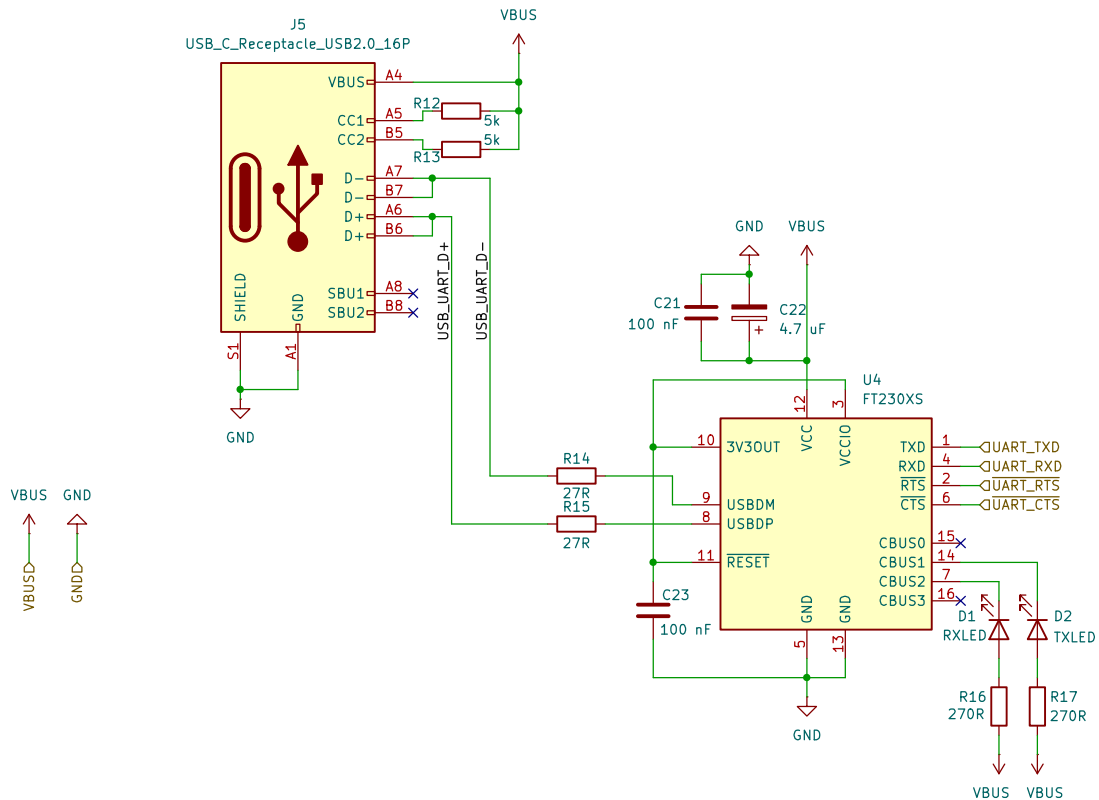 J5
USB_C_Receptacle_USB2.0_16P
VBUS
VBUS
A4
CC1
A5
R12
5k
CC2
B5
R13
5k
D-
A7
D-
B7
D+
A6
D+
B6
SBU1
A8
SBU2
B8
SHIELD
GND
S1
A1
GND
USB_UART_D+
USB_UART_D-
GND
VBUS
C21
100 nF
C22
4.7 uF
+
U4
FT230XS
12
3
VCC
VCCIO
10
3V3OUT
9
USBDM
8
USBDP
11
RESET
TXD
1
UART_TXD
RXD
4
UART_RXD
RTS
2
UART_RTS
CTS
6
UART_CTS
CBUS0
15
CBUS1
14
CBUS2
7
CBUS3
16
GND
GND
5
13
GND
R14
27R
R15
27R
C23
100 nF
VBUS
GND
VBUS
GND
D1
RXLED
D2
TXLED
R16
270R
R17
270R
VBUS
VBUS